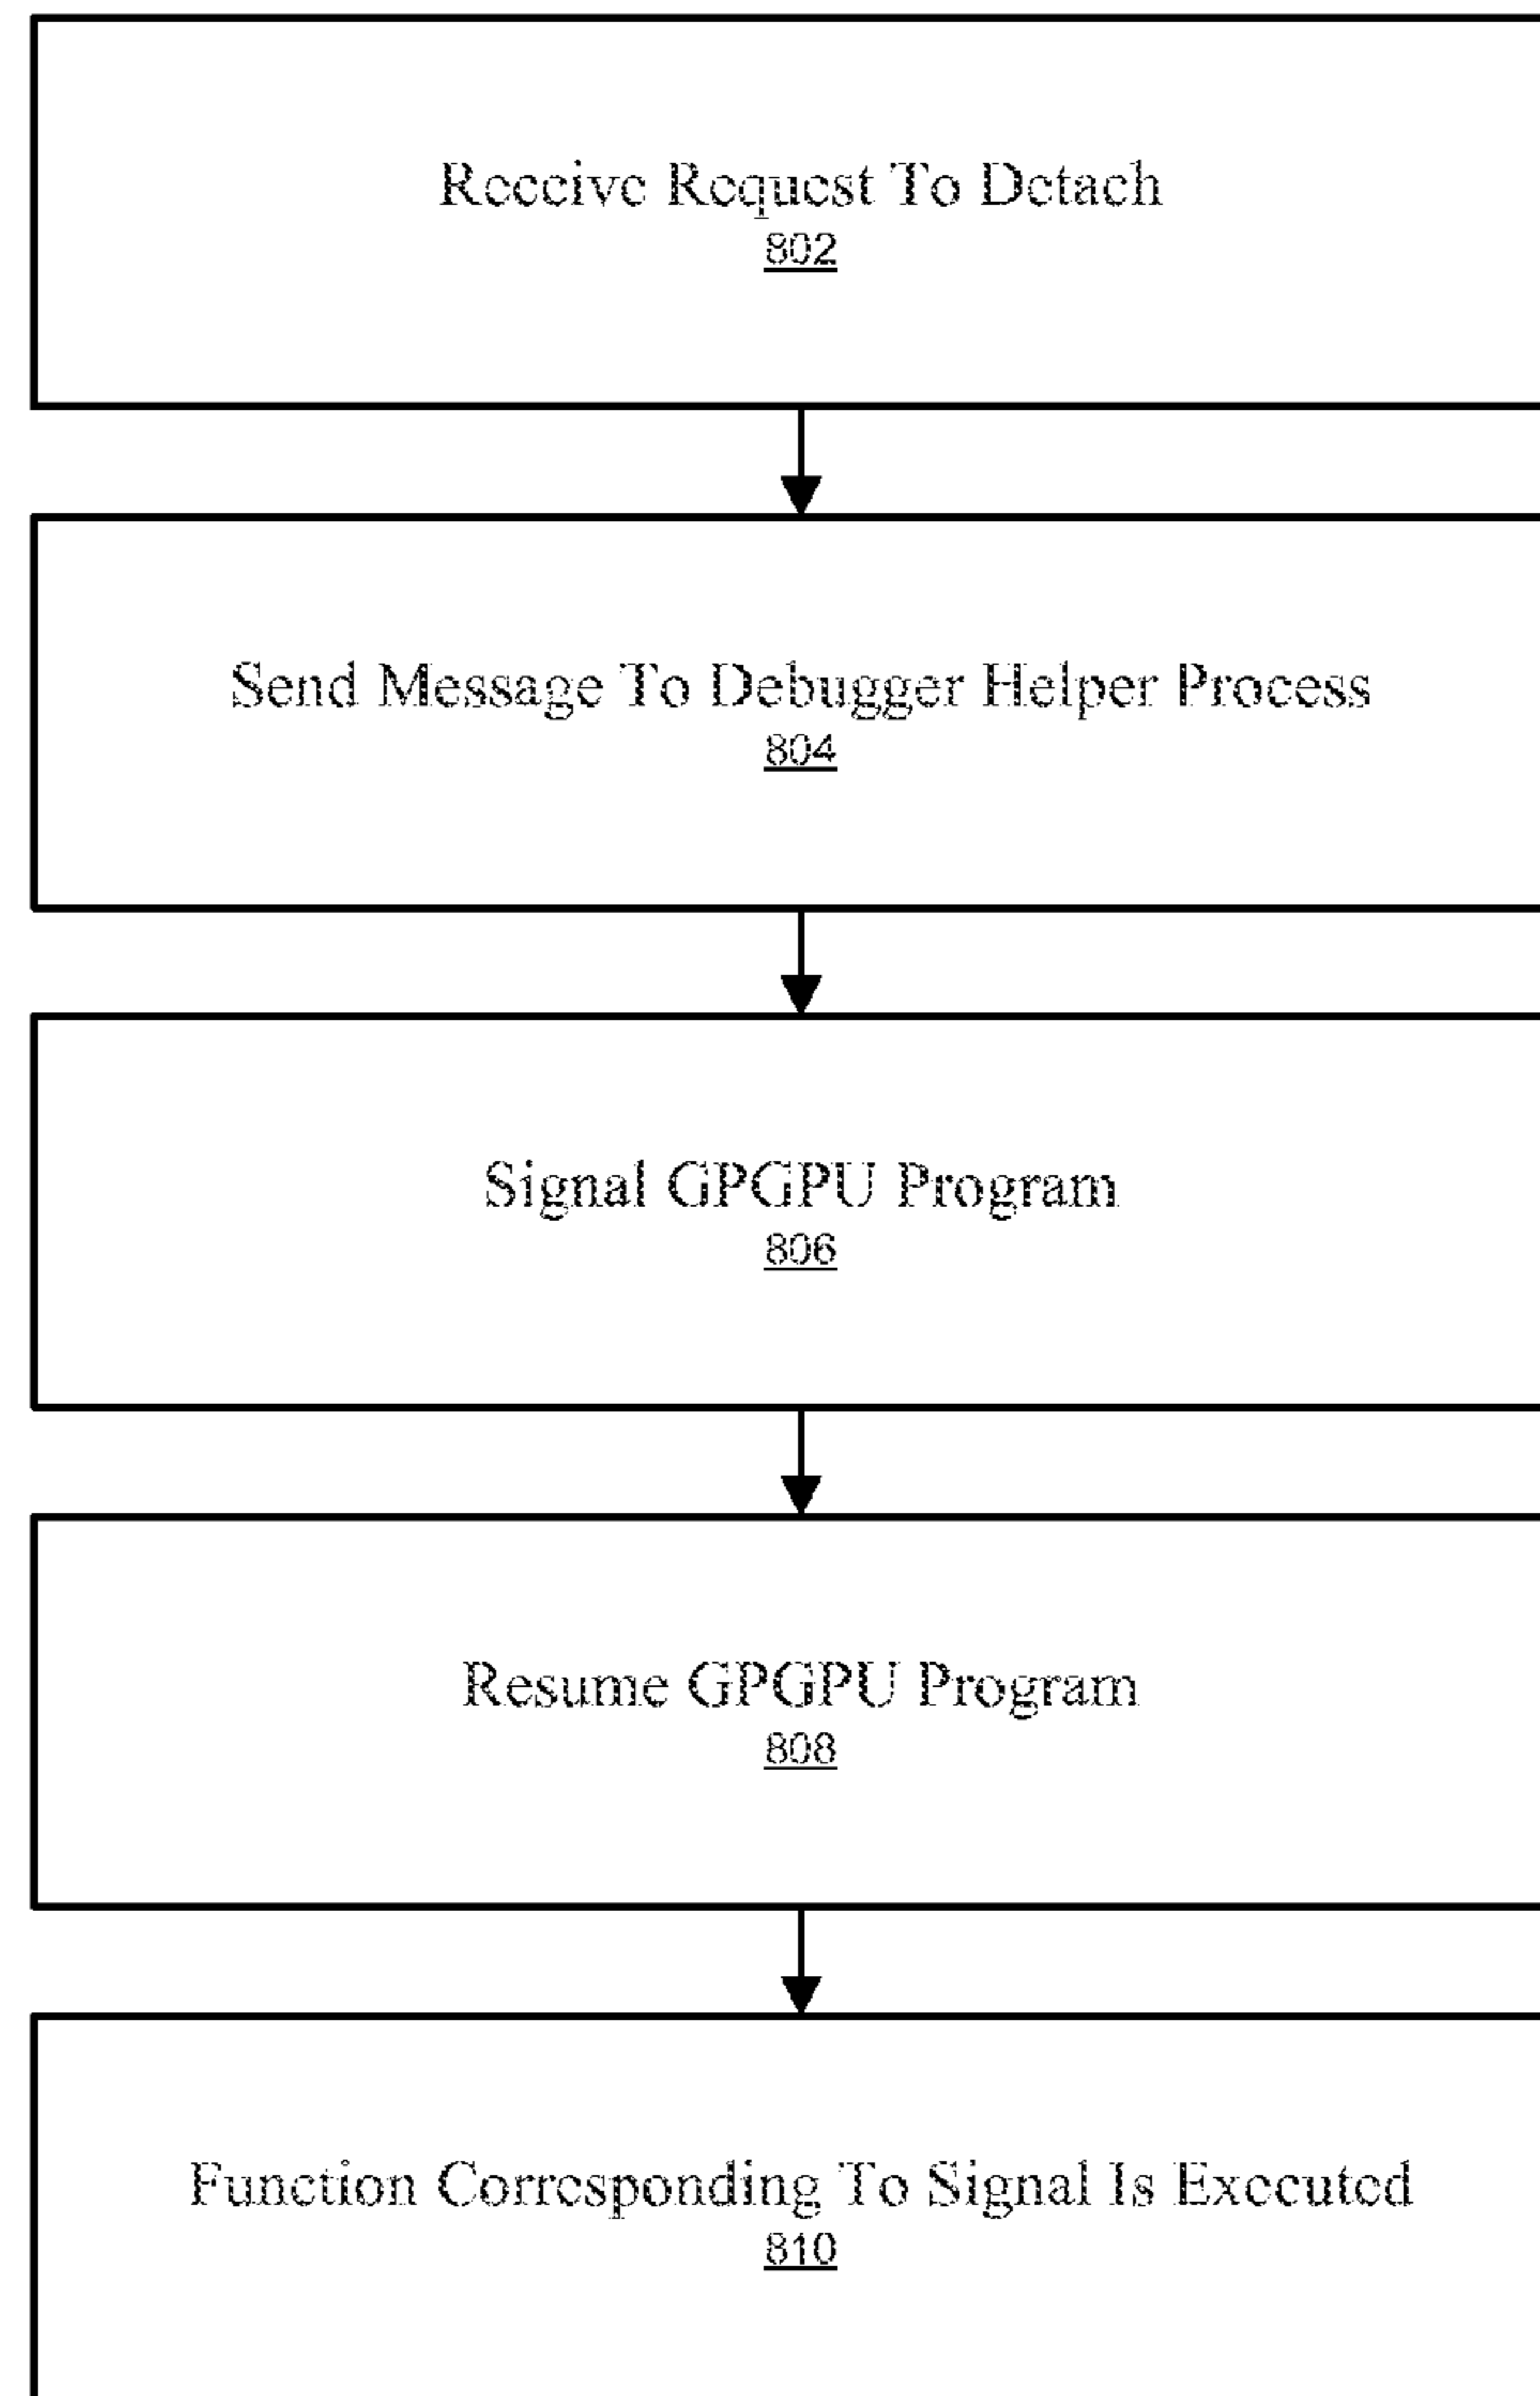 Receive Request To Detach
802
Send Message To Debugger Helper Process
804
Signal GPGPU Program
806
Resume GPGPU Program
808
Function Corresponding To Signal Is Executed
810